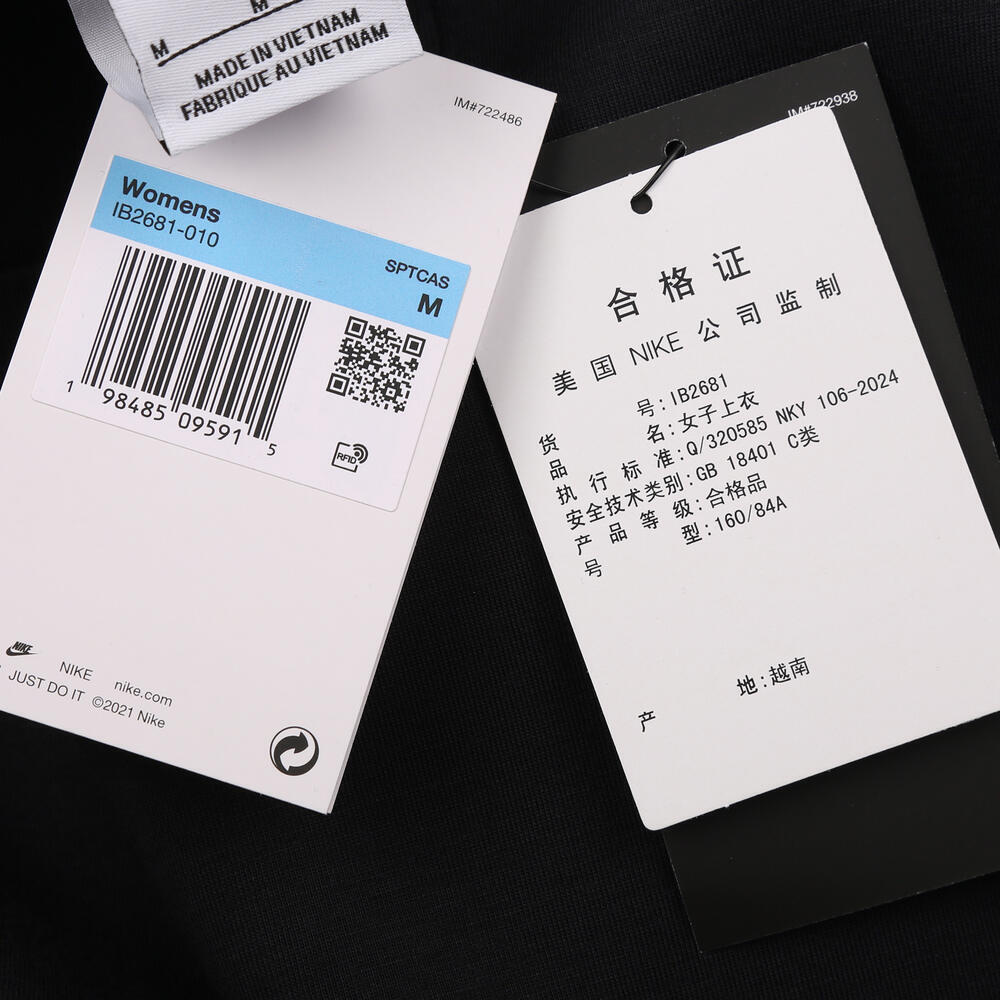 M
M
MADE IN VIETNAM
FABRIQUE AU VIETNAM
IM#722486
Womens
IB2681-010
SPTCAS
M
1 98485 09591 5
RFID
NIKE
NIKE nike.com
JUST DO IT ©2021 Nike
IM#722938
合格证
美国NIKE公司监制
货号:IB2681
品名:女子上衣
执行标准:Q/320585 NKY 106-2024
安全技术类别:GB 18401 C类
产品等级:合格品
号型:160/84A
产地:越南